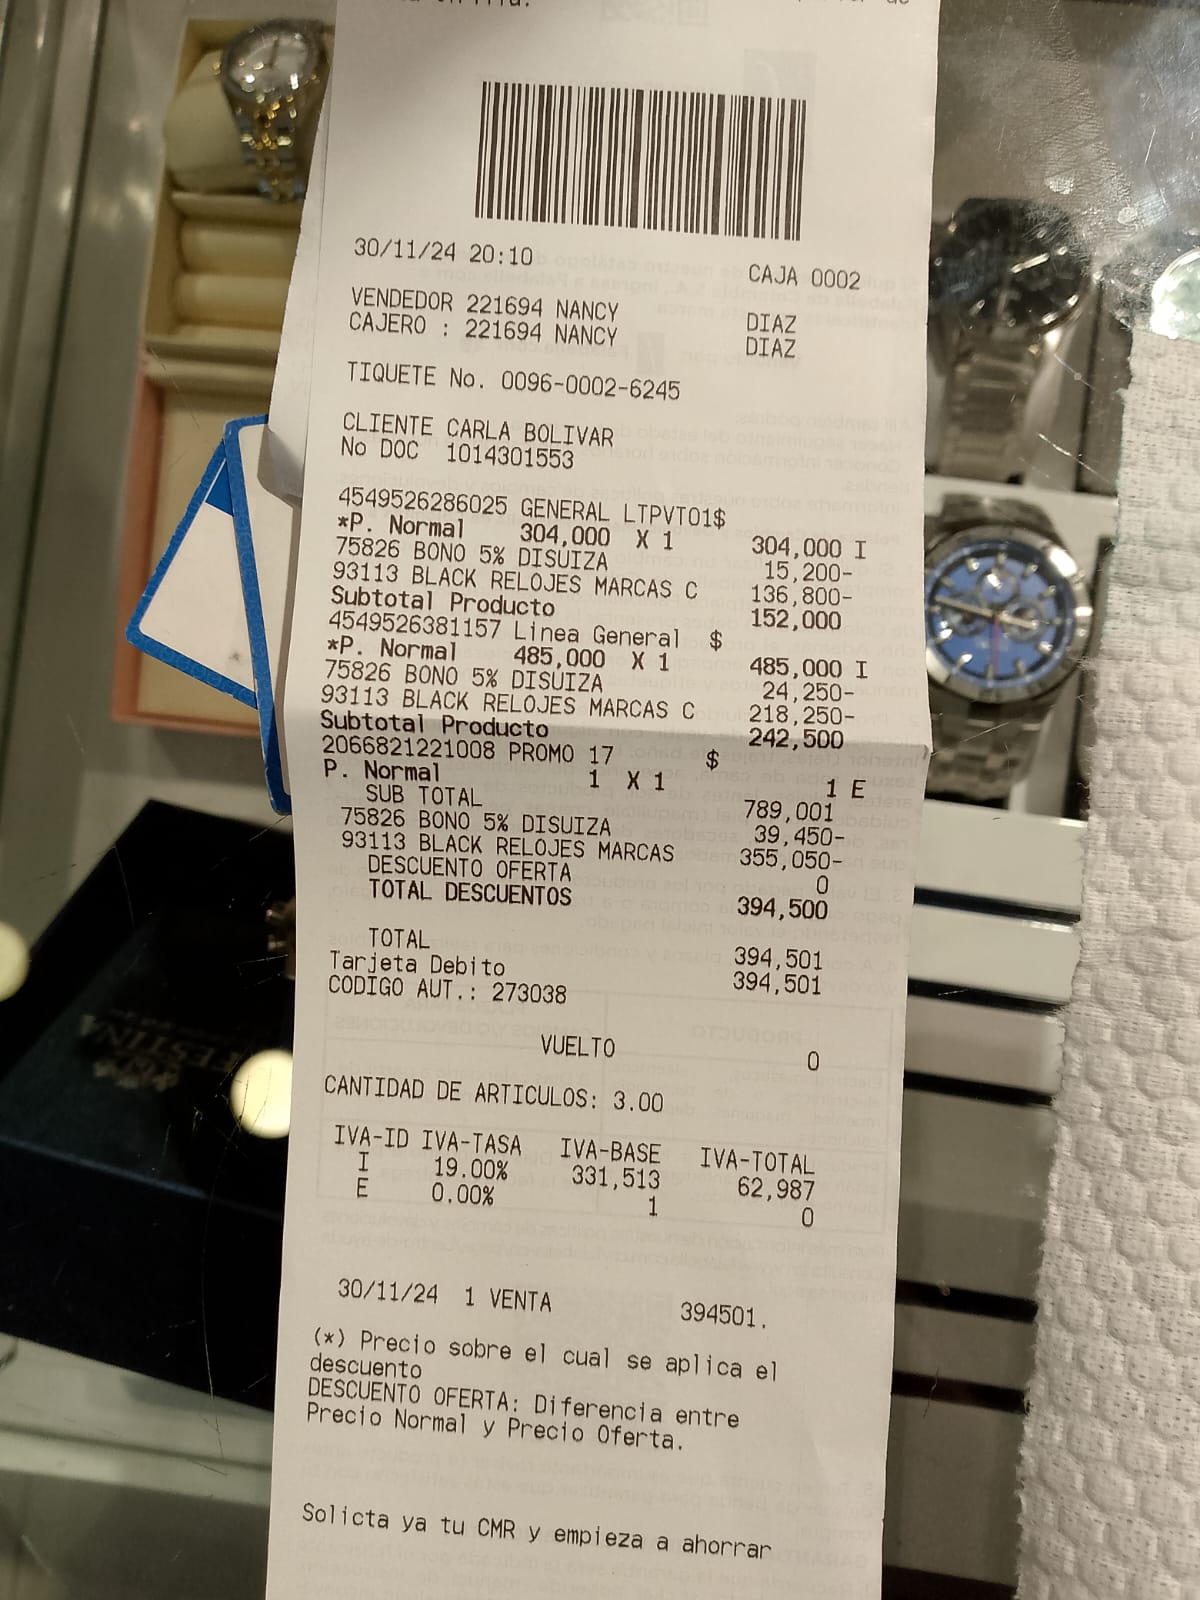 30/11/24 20:10 CAJA 0002
VENDEDOR 221694 NANCY DIAZ
CAJERO : 221694 NANCY DIAZ
TIQUETE No. 0096-0002-6245
CLIENTE CARLA BOLIVAR
No DOC 1014301553
4549526286025 GENERAL LTPVT01$
*P. Normal 304,000 X 1 304,000 I
75826 BONO 5% DISUIZA 15,200-
93113 BLACK RELOJES MARCAS C 136,800-
Subtotal Producto 152,000
4549526381157 Linea General $
*P. Normal 485,000 X 1 485,000 I
75826 BONO 5% DISUIZA 24,250-
93113 BLACK RELOJES MARCAS C 218,250-
Subtotal Producto 242,500
2066821221008 PROMO 17 $
P. Normal 1 X 1 1 E
SUB TOTAL 789,001
75826 BONO 5% DISUIZA 39,450-
93113 BLACK RELOJES MARCAS 355,050-
DESCUENTO OFERTA 0
TOTAL DESCUENTOS 394,500
TOTAL 394,501
Tarjeta Debito 394,501
CODIGO AUT.: 273038
VUELTO 0
CANTIDAD DE ARTICULOS: 3.00
IVA-ID IVA-TASA IVA-BASE IVA-TOTAL
I 19.00% 331,513 62,987
E 0.00% 1 0
30/11/24 1 VENTA 394501.
(*) Precio sobre el cual se aplica el
descuento
DESCUENTO OFERTA: Diferencia entre
Precio Normal y Precio Oferta.
Solicta ya tu CMR y empieza a ahorrar
FESTINA